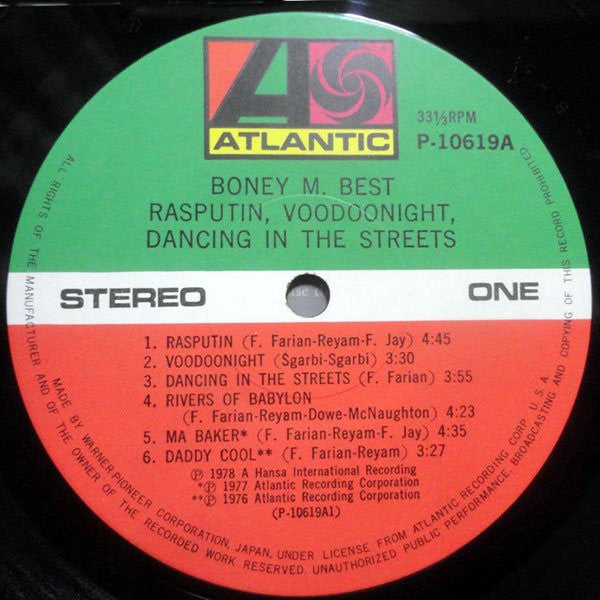 ATLANTIC
33⅓RPM
P-10619A
BONEY M. BEST
RASPUTIN, VOODOONIGHT,
DANCING IN THE STREETS
STEREO
ONE
1. RASPUTIN (F. Farian-Reyam-F. Jay) 4:45
2. VOODOONIGHT (Sgarbi-Sgarbi) 3:30
3. DANCING IN THE STREETS (F. Farian) 3:55
4. RIVERS OF BABYLON
(F. Farian-Reyam-Dowe-McNaughton) 4:23
5. MA BAKER* (F. Farian-Reyam-F. Jay) 4:35
6. DADDY COOL** (F. Farian-Reyam) 3:27
Ⓟ 1978 A Hansa International Recording
*Ⓟ 1977 Atlantic Recording Corporation
**Ⓟ 1976 Atlantic Recording Corporation
(P-10619A1)
ALL RIGHTS OF THE MANUFACTURER AND OF THE OWNER OF THE RECORDED WORK RESERVED. UNAUTHORIZED PUBLIC PERFORMANCE, BROADCASTING AND COPYING OF THIS RECORD PROHIBITED
MADE BY WARNER-PIONEER CORPORATION, JAPAN, UNDER LICENSE FROM ATLANTIC RECORDING CORP. U.S.A.